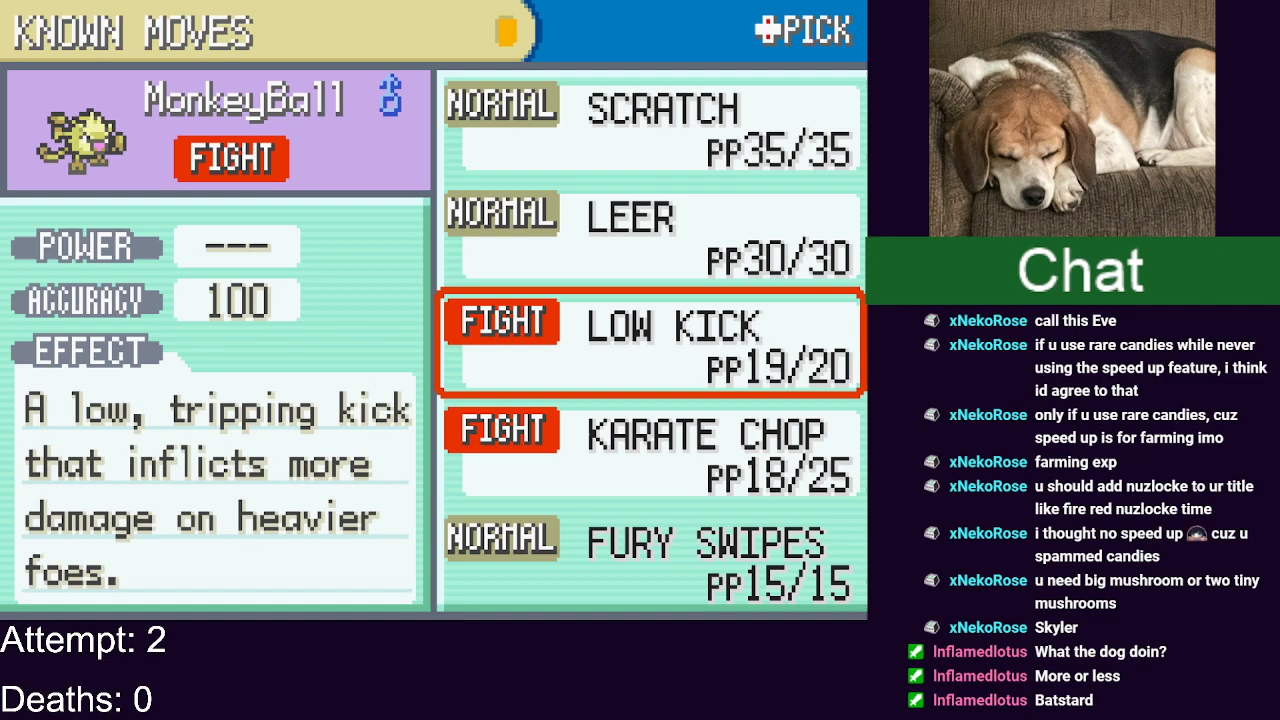 KNOWN MOVES
PICK
MonkeyBall ♂
FIGHT
POWER ---
ACCURACY 100
EFFECT
A low, tripping kick
that inflicts more
damage on heavier
foes.
NORMAL SCRATCH
PP35/35
NORMAL LEER
PP30/30
FIGHT LOW KICK
PP19/20
FIGHT KARATE CHOP
PP18/25
NORMAL FURY SWIPES
PP15/15
Attempt: 2
Deaths: 0
Chat
xNekoRose call this Eve
xNekoRose if u use rare candies while never
using the speed up feature, i think
id agree to that
xNekoRose only if u use rare candies, cuz
speed up is for farming imo
xNekoRose farming exp
xNekoRose u should add nuzlocke to ur title
like fire red nuzlocke time
xNekoRose i thought no speed up cuz u
spammed candies
xNekoRose u need big mushroom or two tiny
mushrooms
xNekoRose Skyler
Inflamedlotus What the dog doin?
Inflamedlotus More or less
Inflamedlotus Batstard